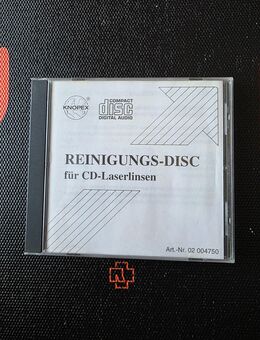 KNOPEX
COMPACT
disc
DIGITAL AUDIO
REINIGUNGS-DISC
für CD-Laserlinsen
Art.-Nr. 02 004750